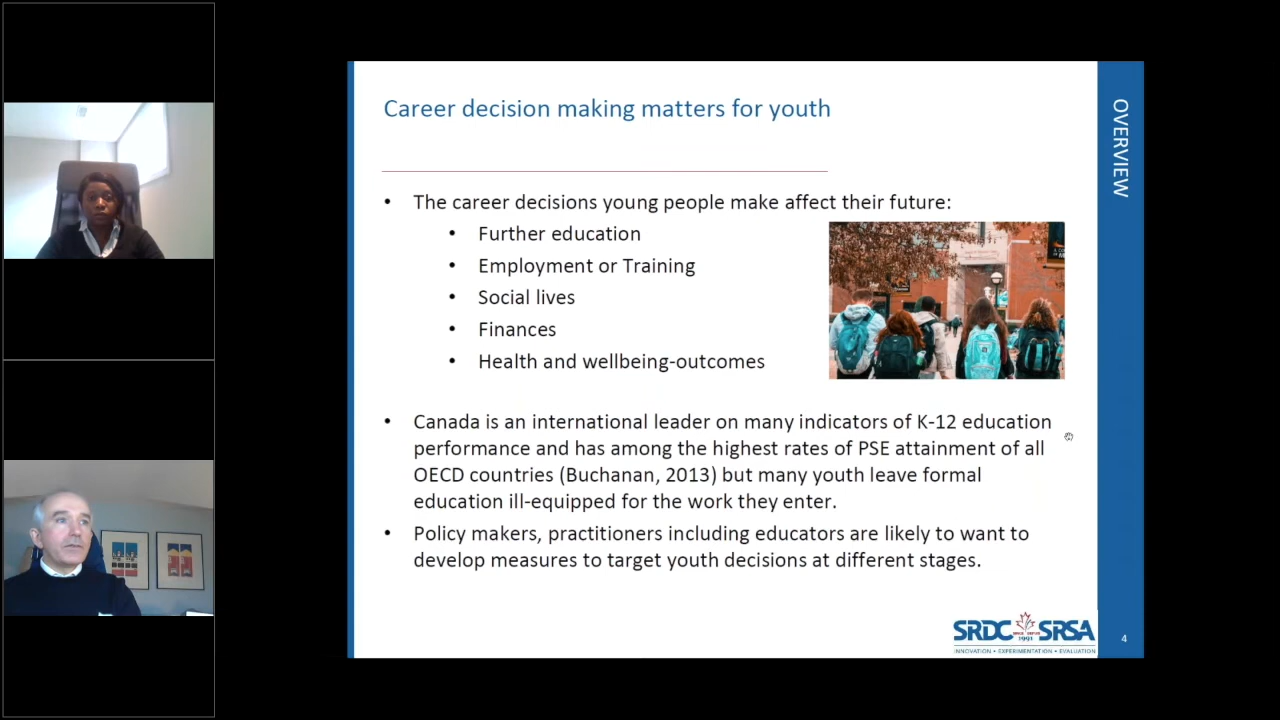 Career decision making matters for youth
OVERVIEW
• The career decisions young people make affect their future:
• Further education
• Employment or Training
• Social lives
• Finances
• Health and wellbeing-outcomes
• Canada is an international leader on many indicators of K-12 education
performance and has among the highest rates of PSE attainment of all
OECD countries (Buchanan, 2013) but many youth leave formal
education ill-equipped for the work they enter.
• Policy makers, practitioners including educators are likely to want to
develop measures to target youth decisions at different stages.
SRDC SRSA
1991
INNOVATION • EXPERIMENTATION • EVALUATION
4